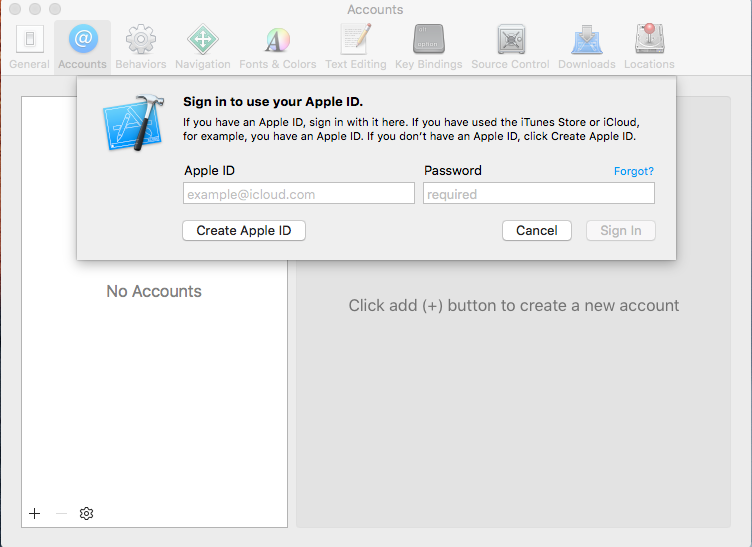 Accounts
General Accounts Behaviors Navigation Fonts & Colors Text Editing Key Bindings Source Control Downloads Locations
Sign in to use your Apple ID.
If you have an Apple ID, sign in with it here. If you have used the iTunes Store or iCloud,
for example, you have an Apple ID. If you don't have an Apple ID, click Create Apple ID.
Apple ID Password Forgot?
example@icloud.com required
Create Apple ID Cancel Sign In
No Accounts
Click add (+) button to create a new account